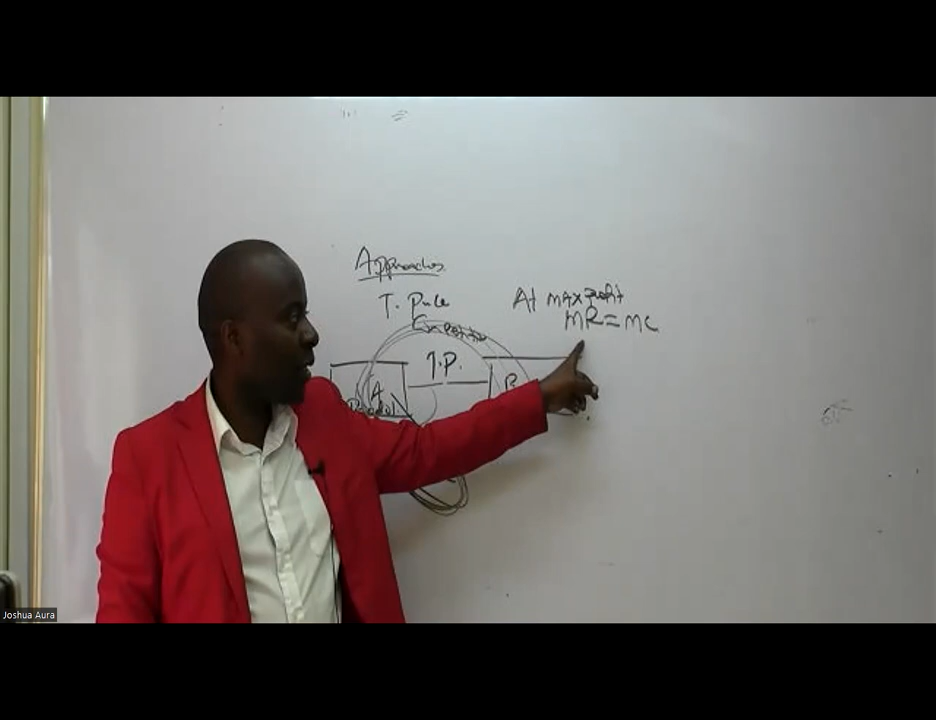 Approaches
T. Price
At max profit
MR = MC
T.P.
A
B
Joshua Aura